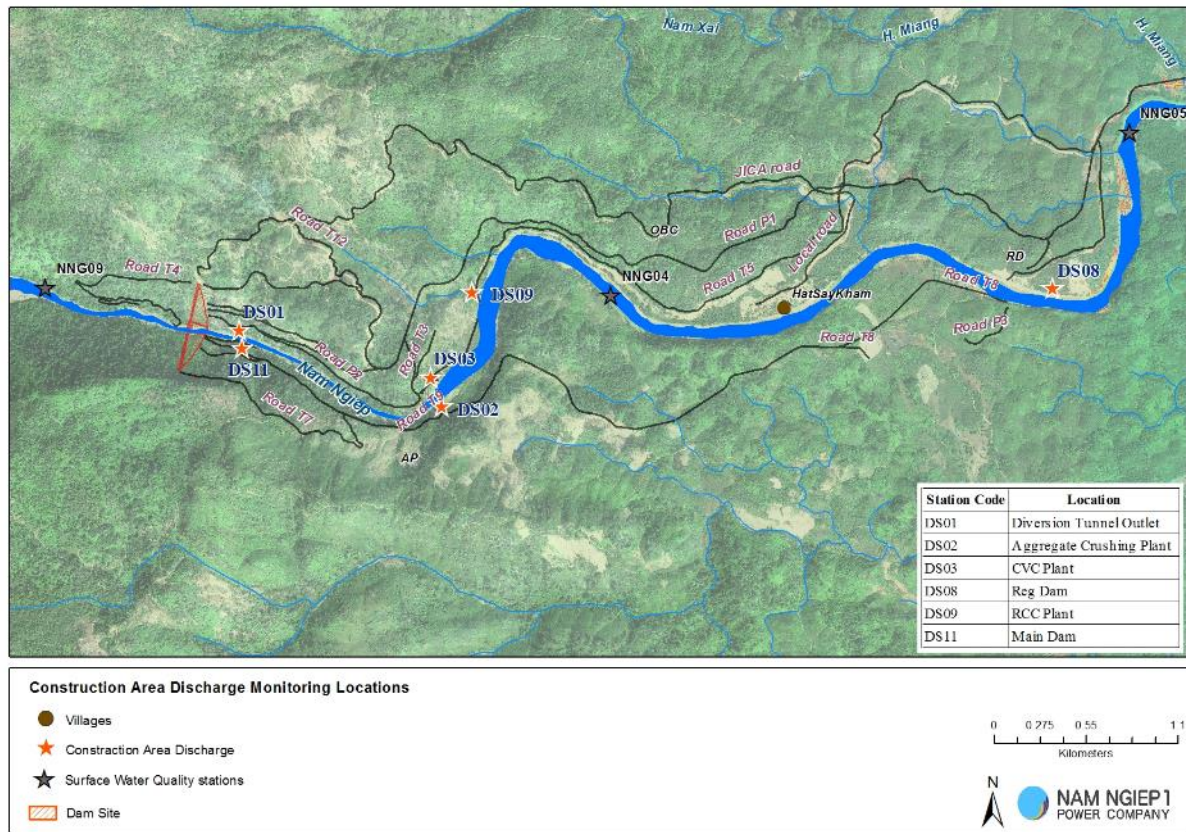 Nam Xai
H. Miang
H. Miang
NNG05
JICA road
Road T12
Road P1
OBC
Local road
NNG09
Road T4
NNG04
Road T5
RD
DS08
DS09
HatSayKham
Road T8
DS01
Road T3
Road P3
DS11
Road P2
DS03
Road T8
Nam Ngiep
Road T9
DS02
Road T7
AP
Station Code Location
DS01 Diversion Tunnel Outlet
DS02 Aggregate Crushing Plant
DS03 CVC Plant
DS08 Reg Dam
DS09 RCC Plant
DS11 Main Dam
Construction Area Discharge Monitoring Locations
Villages
Constraction Area Discharge
Surface Water Quality stations
Dam Site
0 0.275 0.55 1.1
Kilometers
N
NAM NGIEP 1
POWER COMPANY